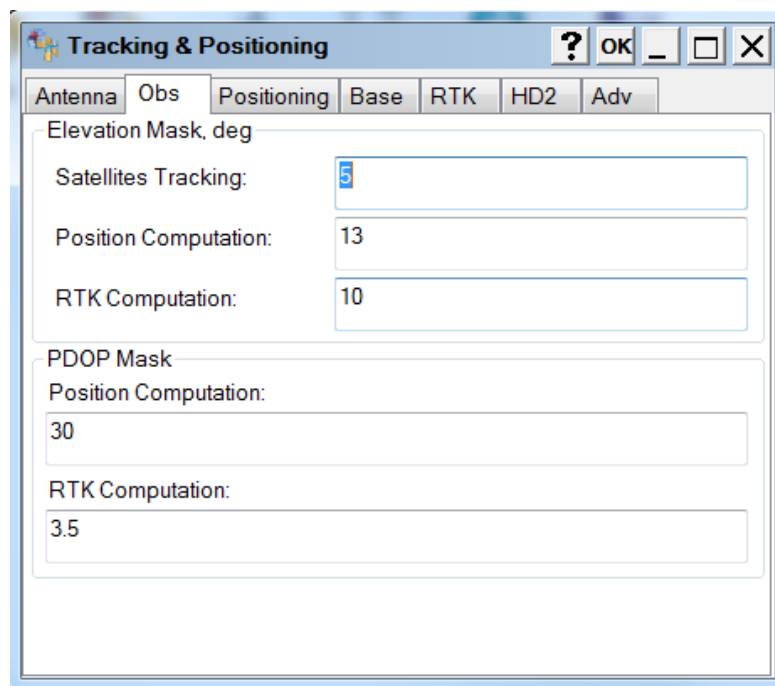 Tracking & Positioning ? OK
Antenna Obs Positioning Base RTK HD2 Adv
Elevation Mask, deg
Satellites Tracking: 5
Position Computation: 13
RTK Computation: 10
PDOP Mask
Position Computation:
30
RTK Computation:
3.5